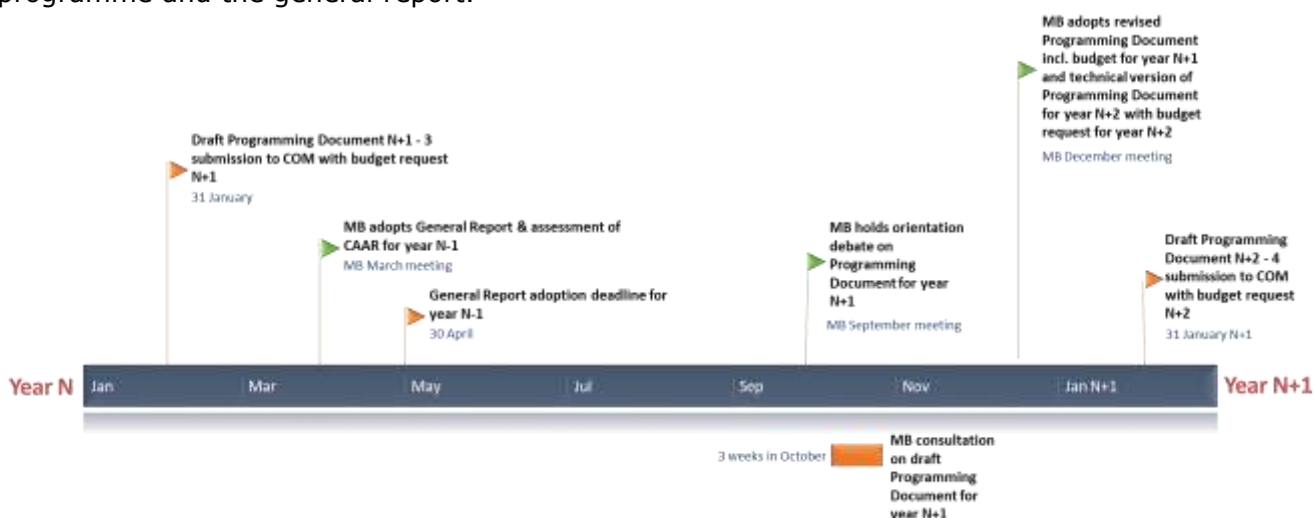 programme and the general report.
MB adopts revised
Programming Document
incl. budget for year N+1
and technical version of
Programming Document
for year N+2 with budget
request for year N+2
MB December meeting
Draft Programming Document N+1 - 3
submission to COM with budget request
N+1
31 January
MB adopts General Report & assessment of
CAAR for year N-1
MB March meeting
General Report adoption deadline for
year N-1
30 April
MB holds orientation
debate on
Programming
Document for year
N+1
MB September meeting
Draft Programming
Document N+2 - 4
submission to COM
with budget request
N+2
31 January N+1
Year N Jan Mar May Jul Sep Nov Jan N+1 Year N+1
3 weeks in October
MB consultation
on draft
Programming
Document for
year N+1